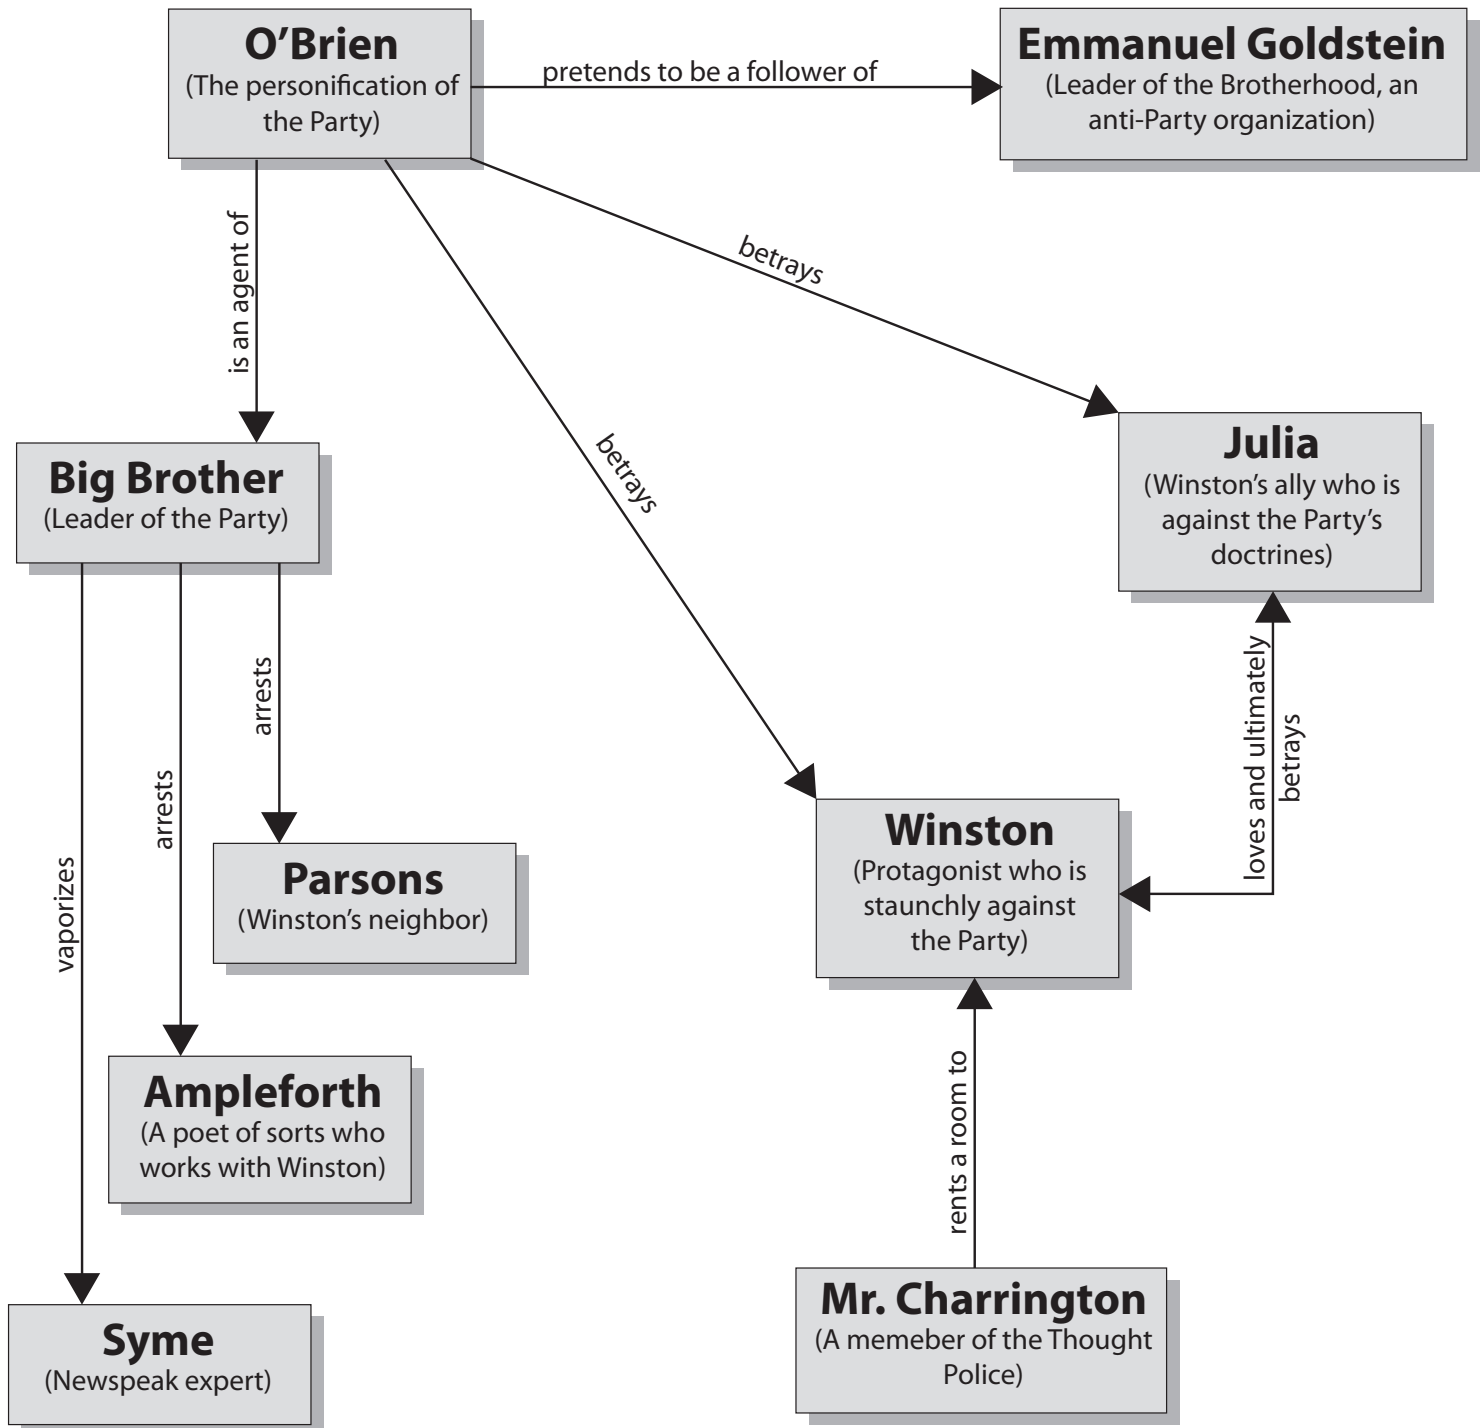 O’Brien
(The personification of
the Party)
pretends to be a follower of
Emmanuel Goldstein
(Leader of the Brotherhood, an
anti-Party organization)
is an agent of
betrays
betrays
Big Brother
(Leader of the Party)
Julia
(Winston’s ally who is
against the Party’s
doctrines)
vaporizes
arrests
arrests
loves and ultimately
betrays
Parsons
(Winston’s neighbor)
Winston
(Protagonist who is
staunchly against
the Party)
Ampleforth
(A poet of sorts who
works with Winston)
rents a room to
Syme
(Newspeak expert)
Mr. Charrington
(A memeber of the Thought
Police)